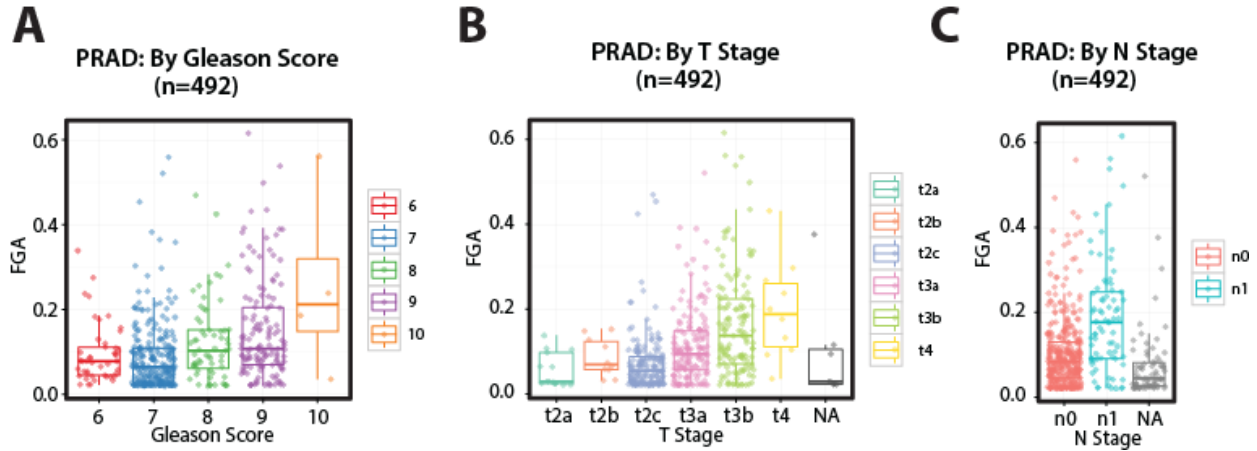 A
PRAD: By Gleason Score
(n=492)
FGA
0.6
0.4
0.2
0.0
6 7 8 9 10
Gleason Score
6
7
8
9
10
B
PRAD: By T Stage
(n=492)
FGA
0.6
0.4
0.2
0.0
t2a t2b t2c t3a t3b t4 NA
T Stage
t2a
t2b
t2c
t3a
t3b
t4
C
PRAD: By N Stage
(n=492)
FGA
0.6
0.4
0.2
0.0
n0 n1 NA
N Stage
n0
n1